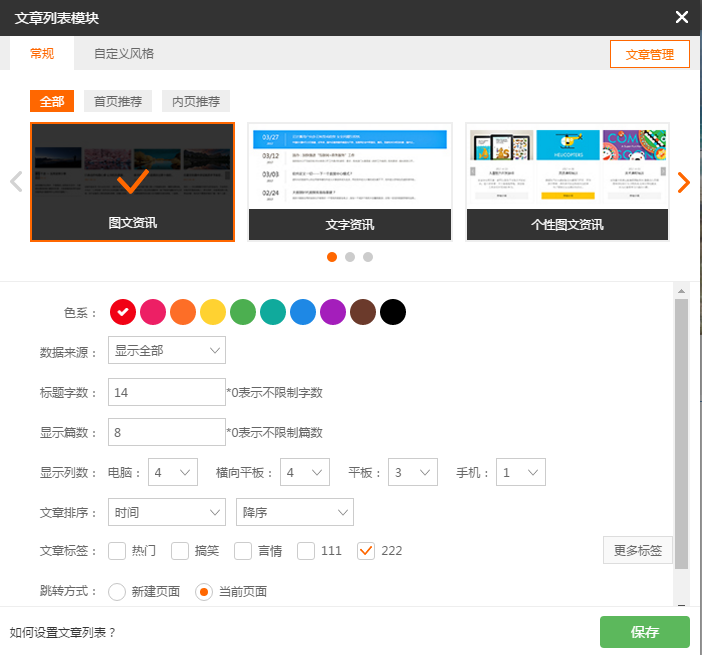 文章列表模块
常规 自定义风格 文章管理
全部 首页推荐 内页推荐
03/27
03/12
03/03
02/24
HELICOPTERS
COM
图文资讯 文字资讯 个性图文资讯
色系：
数据来源： 显示全部
标题字数： 14 *0表示不限制字数
显示篇数： 8 *0表示不限制篇数
显示列数： 电脑： 4 横向平板： 4 平板： 3 手机： 1
文章排序： 时间 降序
文章标签： 热门 搞笑 言情 111 222 更多标签
跳转方式： 新建页面 当前页面
如何设置文章列表？ 保存